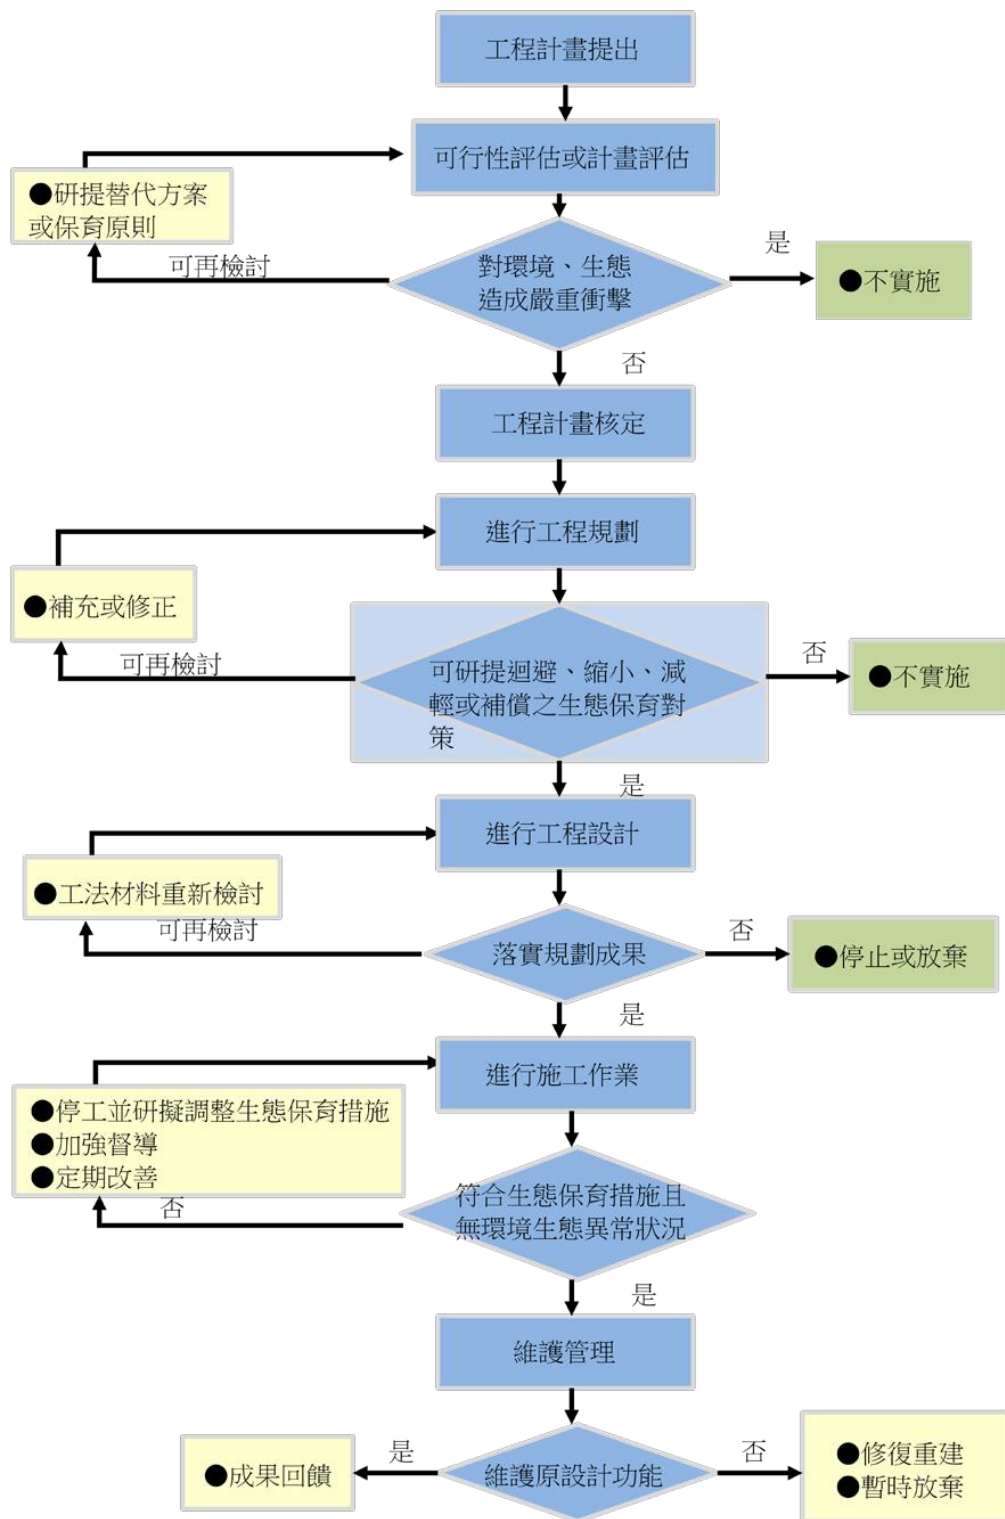 工程計畫提出
可行性評估或計畫評估
●研提替代方案
或保育原則
可再檢討
對環境、生態
造成嚴重衝擊
是
●不實施
否
工程計畫核定
進行工程規劃
●補充或修正
可再檢討
可研提迴避、縮小、減
輕或補償之生態保育對
策
否
●不實施
是
進行工程設計
●工法材料重新檢討
可再檢討
落實規劃成果
否
●停止或放棄
是
進行施工作業
●停工並研擬調整生態保育措施
●加強督導
●定期改善
否
符合生態保育措施且
無環境生態異常狀況
是
維護管理
●成果回饋
是
維護原設計功能
否
●修復重建
●暫時放棄